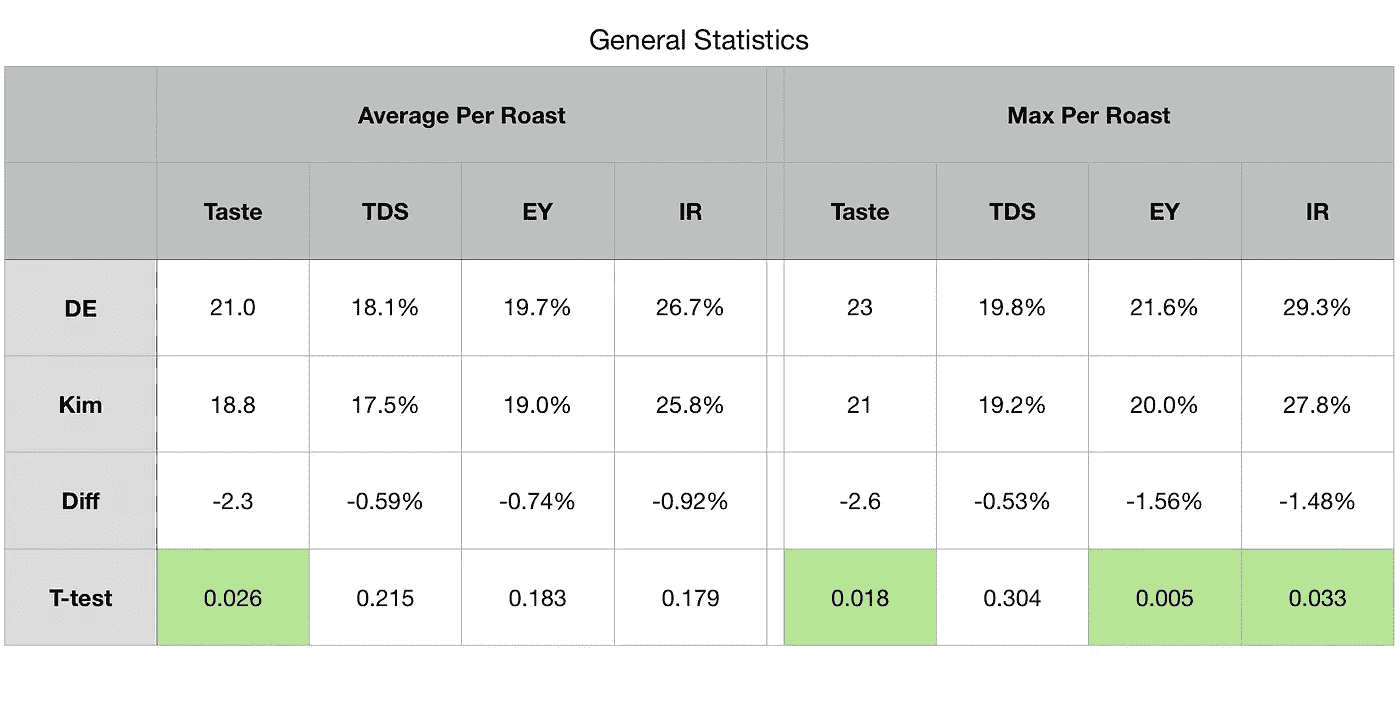 General Statistics
Average Per Roast Max Per Roast
Taste TDS EY IR Taste TDS EY IR
DE 21.0 18.1% 19.7% 26.7% 23 19.8% 21.6% 29.3%
Kim 18.8 17.5% 19.0% 25.8% 21 19.2% 20.0% 27.8%
Diff -2.3 -0.59% -0.74% -0.92% -2.6 -0.53% -1.56% -1.48%
T-test 0.026 0.215 0.183 0.179 0.018 0.304 0.005 0.033